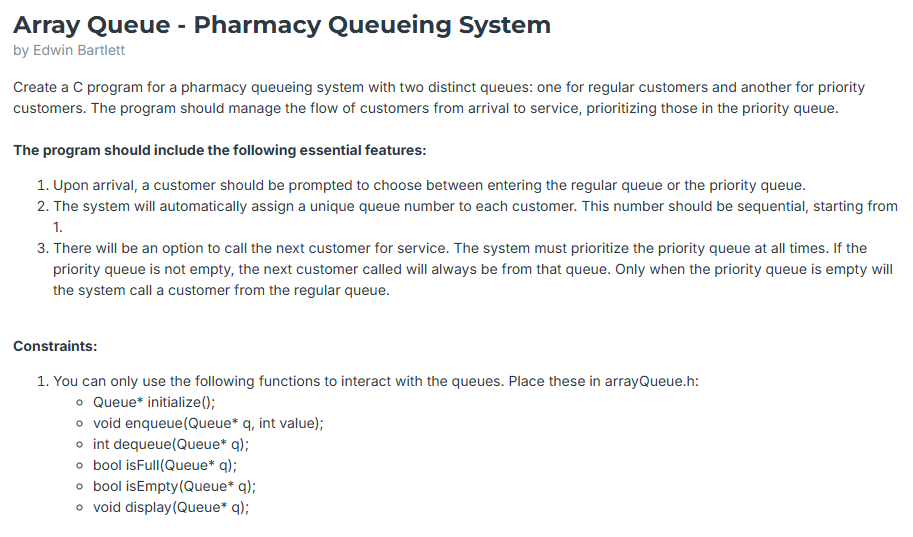 Array Queue - Pharmacy Queueing System
by Edwin Bartlett
Create a C program for a pharmacy queueing system with two distinct queues: one for regular customers and another for priority
customers. The program should manage the flow of customers from arrival to service, prioritizing those in the priority queue.
The program should include the following essential features:
1. Upon arrival, a customer should be prompted to choose between entering the regular queue or the priority queue.
2. The system will automatically assign a unique queue number to each customer. This number should be sequential, starting from
1.
3. There will be an option to call the next customer for service. The system must prioritize the priority queue at all times. If the
priority queue is not empty, the next customer called will always be from that queue. Only when the priority queue is empty will
the system call a customer from the regular queue.
Constraints:
1. You can only use the following functions to interact with the queues. Place these in arrayQueue.h:
○ Queue* initialize();
○ void enqueue(Queue* q, int value);
○ int dequeue(Queue* q);
○ bool isFull(Queue* q);
○ bool isEmpty(Queue* q);
○ void display(Queue* q);